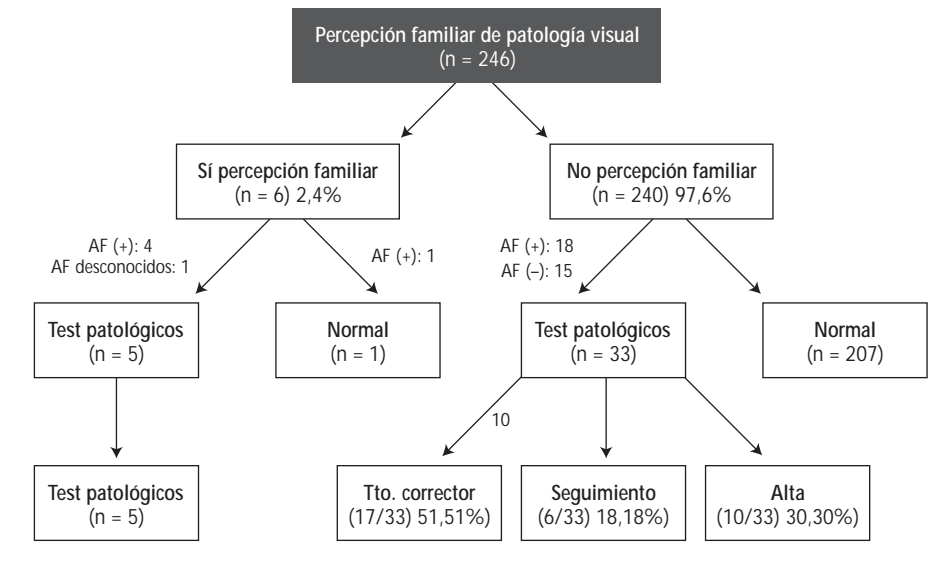 Percepción familiar de patología visual
(n = 246)
Sí percepción familiar
(n = 6) 2,4%
No percepción familiar
(n = 240) 97,6%
AF (+): 4
AF desconocidos: 1
AF (+): 1
AF (+): 18
AF (–): 15
Test patológicos
(n = 5)
Normal
(n = 1)
Test patológicos
(n = 33)
Normal
(n = 207)
10
Test patológicos
(n = 5)
Tto. corrector
(17/33) 51,51%)
Seguimiento
(6/33) 18,18%)
Alta
(10/33) 30,30%)